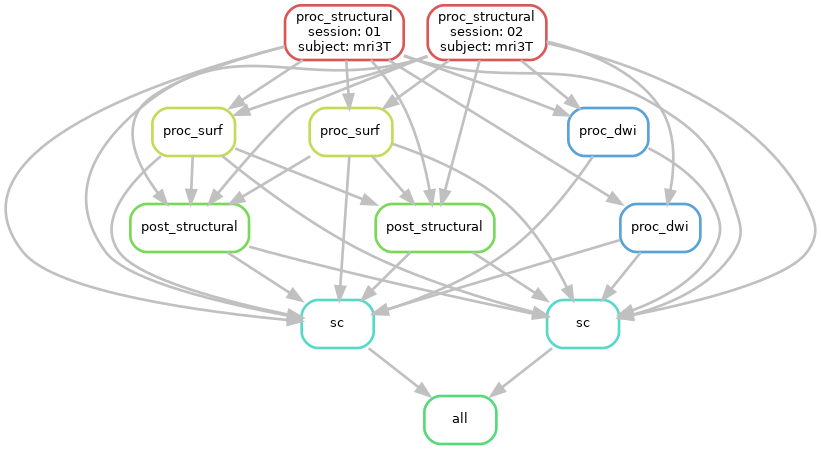 proc_structural
session: 01
subject: mri3T
proc_structural
session: 02
subject: mri3T
proc_surf
proc_surf
proc_dwi
post_structural
post_structural
proc_dwi
sc
sc
all